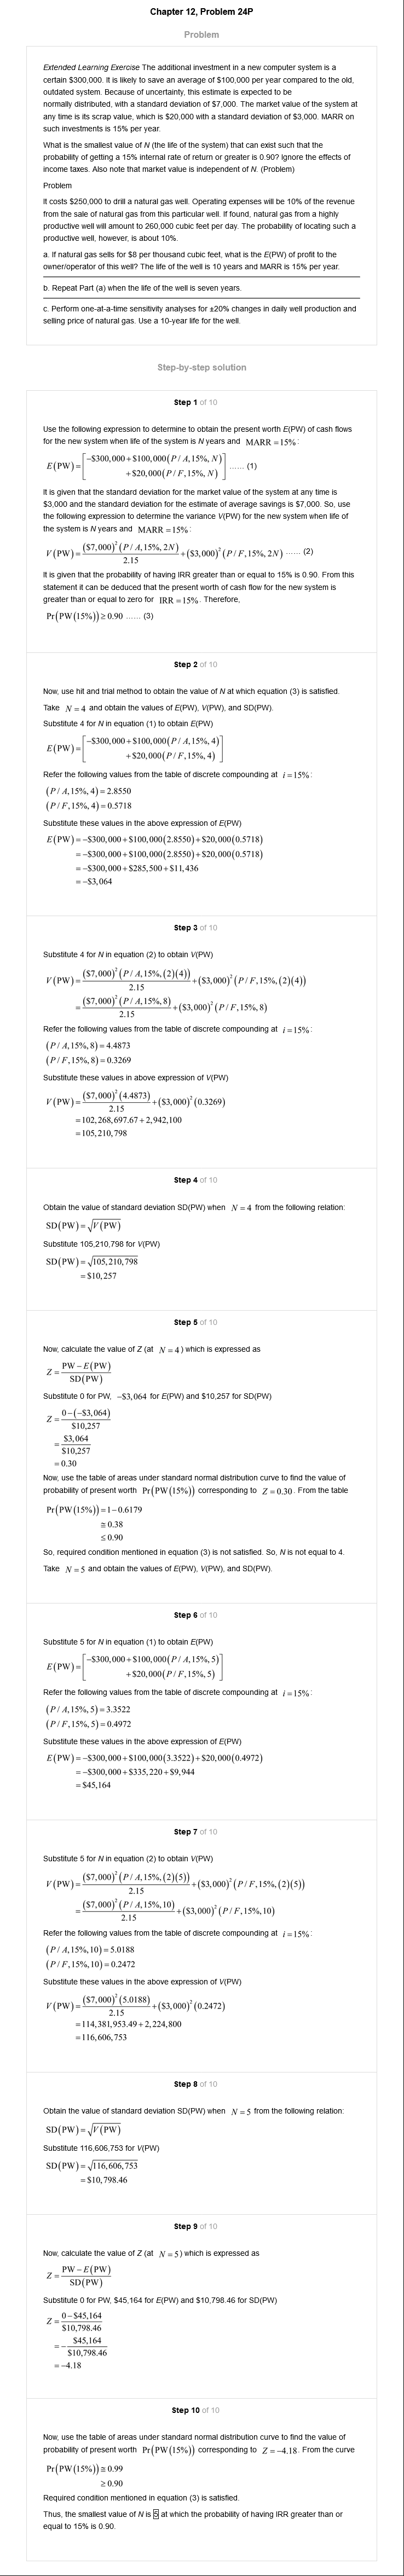 Chapter 12, Problem 24P
Problem
Extended Learning Exercise The additional investment in a new computer system is a
certain $300,000. It is likely to save an average of $100,000 per year compared to the old,
outdated system. Because of uncertainty, this estimate is expected to be
normally distributed, with a standard deviation of $7,000. The market value of the system at
any time is its scrap value, which is $20,000 with a standard deviation of $3,000. MARR on
such investments is 15% per year.
What is the smallest value of N (the life of the system) that can exist such that the
probability of getting a 15% internal rate of return or greater is 0.90? Ignore the effects of
income taxes. Also note that market value is independent of N. (Problem)
Problem
It costs $250,000 to drill a natural gas well. Operating expenses will be 10% of the revenue
from the sale of natural gas from this particular well. If found, natural gas from a highly
productive well will amount to 260,000 cubic feet per day. The probability of locating such a
productive well, however, is about 10%.
a. If natural gas sells for $8 per thousand cubic feet, what is the E(PW) of profit to the
owner/operator of this well? The life of the well is 10 years and MARR is 15% per year.
b. Repeat Part (a) when the life of the well is seven years.
c. Perform one-at-a-time sensitivity analyses for ±20% changes in daily well production and
selling price of natural gas. Use a 10-year life for the well.
Step-by-step solution
Step 1 of 10
Use the following expression to determine to obtain the present worth E(PW) of cash flows
for the new system when life of the system is N years and MARR = 15% :
E(PW) = [−$300,000 + $100,000(P / A,15%, N)
+ $20,000(P / F,15%, N)] ...... (1)
It is given that the standard deviation for the market value of the system at any time is
$3,000 and the standard deviation for the estimate of average savings is $7,000. So, use
the following expression to determine the variance V(PW) for the new system when life of
the system is N years and MARR = 15% :
V(PW) = ($7,000)² (P / A,15%, 2N) / 2.15 + ($3,000)² (P / F,15%, 2N) ...... (2)
It is given that the probability of having IRR greater than or equal to 15% is 0.90. From this
statement it can be deduced that the present worth of cash flow for the new system is
greater than or equal to zero for IRR = 15% . Therefore,
Pr(PW(15%)) ≥ 0.90 ...... (3)
Step 2 of 10
Now, use hit and trial method to obtain the value of N at which equation (3) is satisfied.
Take N = 4 and obtain the values of E(PW), V(PW), and SD(PW).
Substitute 4 for N in equation (1) to obtain E(PW)
E(PW) = [−$300,000 + $100,000(P / A,15%, 4)
+ $20,000(P / F,15%, 4)]
Refer the following values from the table of discrete compounding at i = 15% :
(P / A,15%, 4) = 2.8550
(P / F,15%, 4) = 0.5718
Substitute these values in the above expression of E(PW)
E(PW) = −$300,000 + $100,000(2.8550) + $20,000(0.5718)
= −$300,000 + $100,000(2.8550) + $20,000(0.5718)
= −$300,000 + $285,500 + $11,436
= −$3,064
Step 3 of 10
Substitute 4 for N in equation (2) to obtain V(PW)
V(PW) = ($7,000)² (P / A,15%, (2)(4)) / 2.15 + ($3,000)² (P / F,15%, (2)(4))
= ($7,000)² (P / A,15%, 8) / 2.15 + ($3,000)² (P / F,15%, 8)
Refer the following values from the table of discrete compounding at i = 15% :
(P / A,15%, 8) = 4.4873
(P / F,15%, 8) = 0.3269
Substitute these values in above expression of V(PW)
V(PW) = ($7,000)² (4.4873) / 2.15 + ($3,000)² (0.3269)
= 102,268,697.67 + 2,942,100
= 105,210,798
Step 4 of 10
Obtain the value of standard deviation SD(PW) when N = 4 from the following relation:
SD(PW) = √V(PW)
Substitute 105,210,798 for V(PW)
SD(PW) = √105,210,798
= $10,257
Step 5 of 10
Now, calculate the value of Z (at N = 4 ) which is expressed as
Z = PW − E(PW) / SD(PW)
Substitute 0 for PW, −$3,064 for E(PW) and $10,257 for SD(PW)
Z = 0 − (−$3,064) / $10,257
= $3,064 / $10,257
= 0.30
Now, use the table of areas under standard normal distribution curve to find the value of
probability of present worth Pr(PW(15%)) corresponding to Z = 0.30 . From the table
Pr(PW(15%)) = 1 − 0.6179
≅ 0.38
≤ 0.90
So, required condition mentioned in equation (3) is not satisfied. So, N is not equal to 4.
Take N = 5 and obtain the values of E(PW), V(PW), and SD(PW).
Step 6 of 10
Substitute 5 for N in equation (1) to obtain E(PW)
E(PW) = [−$300,000 + $100,000(P / A,15%, 5)
+ $20,000(P / F,15%, 5)]
Refer the following values from the table of discrete compounding at i = 15% :
(P / A,15%, 5) = 3.3522
(P / F,15%, 5) = 0.4972
Substitute these values in the above expression of E(PW)
E(PW) = −$300,000 + $100,000(3.3522) + $20,000(0.4972)
= −$300,000 + $335,220 + $9,944
= $45,164
Step 7 of 10
Substitute 5 for N in equation (2) to obtain V(PW)
V(PW) = ($7,000)² (P / A,15%, (2)(5)) / 2.15 + ($3,000)² (P / F,15%, (2)(5))
= ($7,000)² (P / A,15%, 10) / 2.15 + ($3,000)² (P / F,15%, 10)
Refer the following values from the table of discrete compounding at i = 15% :
(P / A,15%, 10) = 5.0188
(P / F,15%, 10) = 0.2472
Substitute these values in the above expression of V(PW)
V(PW) = ($7,000)² (5.0188) / 2.15 + ($3,000)² (0.2472)
= 114,381,953.49 + 2,224,800
= 116,606,753
Step 8 of 10
Obtain the value of standard deviation SD(PW) when N = 5 from the following relation:
SD(PW) = √V(PW)
Substitute 116,606,753 for V(PW)
SD(PW) = √116,606,753
= $10,798.46
Step 9 of 10
Now, calculate the value of Z (at N = 5 ) which is expressed as
Z = PW − E(PW) / SD(PW)
Substitute 0 for PW, $45,164 for E(PW) and $10,798.46 for SD(PW)
Z = 0 − $45,164 / $10,798.46
= − $45,164 / $10,798.46
= −4.18
Step 10 of 10
Now, use the table of areas under standard normal distribution curve to find the value of
probability of present worth Pr(PW(15%)) corresponding to Z = −4.18 . From the curve
Pr(PW(15%)) ≅ 0.99
≥ 0.90
Required condition mentioned in equation (3) is satisfied.
Thus, the smallest value of N is 5 at which the probability of having IRR greater than or
equal to 15% is 0.90.